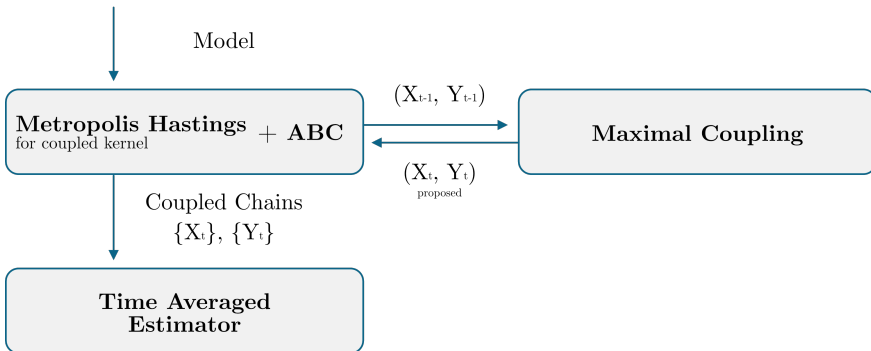 Model
Metropolis Hastings + ABC
for coupled kernel
(Xₜ₋₁, Yₜ₋₁)
Maximal Coupling
(Xₜ, Yₜ)
proposed
Coupled Chains
{Xₜ}, {Yₜ}
Time Averaged
Estimator